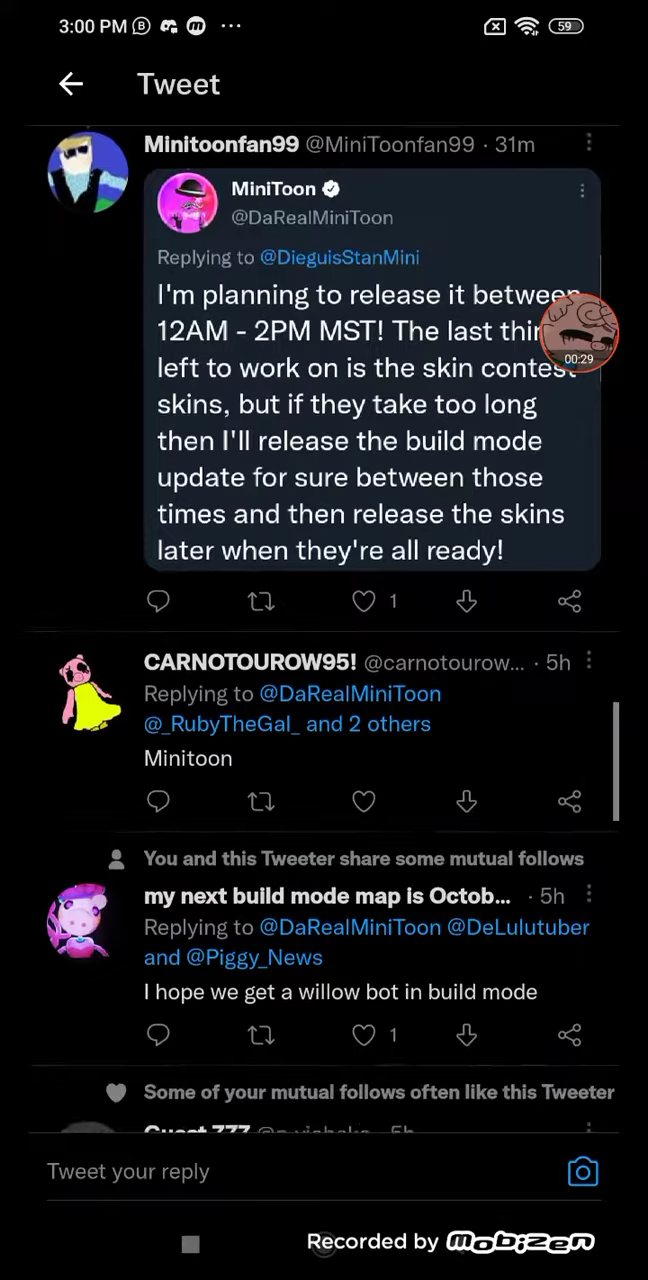 3:00 PM
59
Tweet
Minitoonfan99 @MiniToonfan99 · 31m
MiniToon
@DaRealMiniToon
Replying to @DieguisStanMini
I'm planning to release it between
12AM - 2PM MST! The last
00:29
left to work on is the skin contest
skins, but if they take too long
then I'll release the build mode
update for sure between those
times and then release the skins
later when they're all ready!
1
CARNOTOUROW95! @carnotourow... · 5h
Replying to @DaRealMiniToon
@_RubyTheGal_ and 2 others
Minitoon
You and this Tweeter share some mutual follows
my next build mode map is Octob... · 5h
Replying to @DaRealMiniToon @DeLulutuber
and @Piggy_News
I hope we get a willow bot in build mode
1
Some of your mutual follows often like this Tweeter
Guest 777
5h
Tweet your reply
Recorded by mobizen